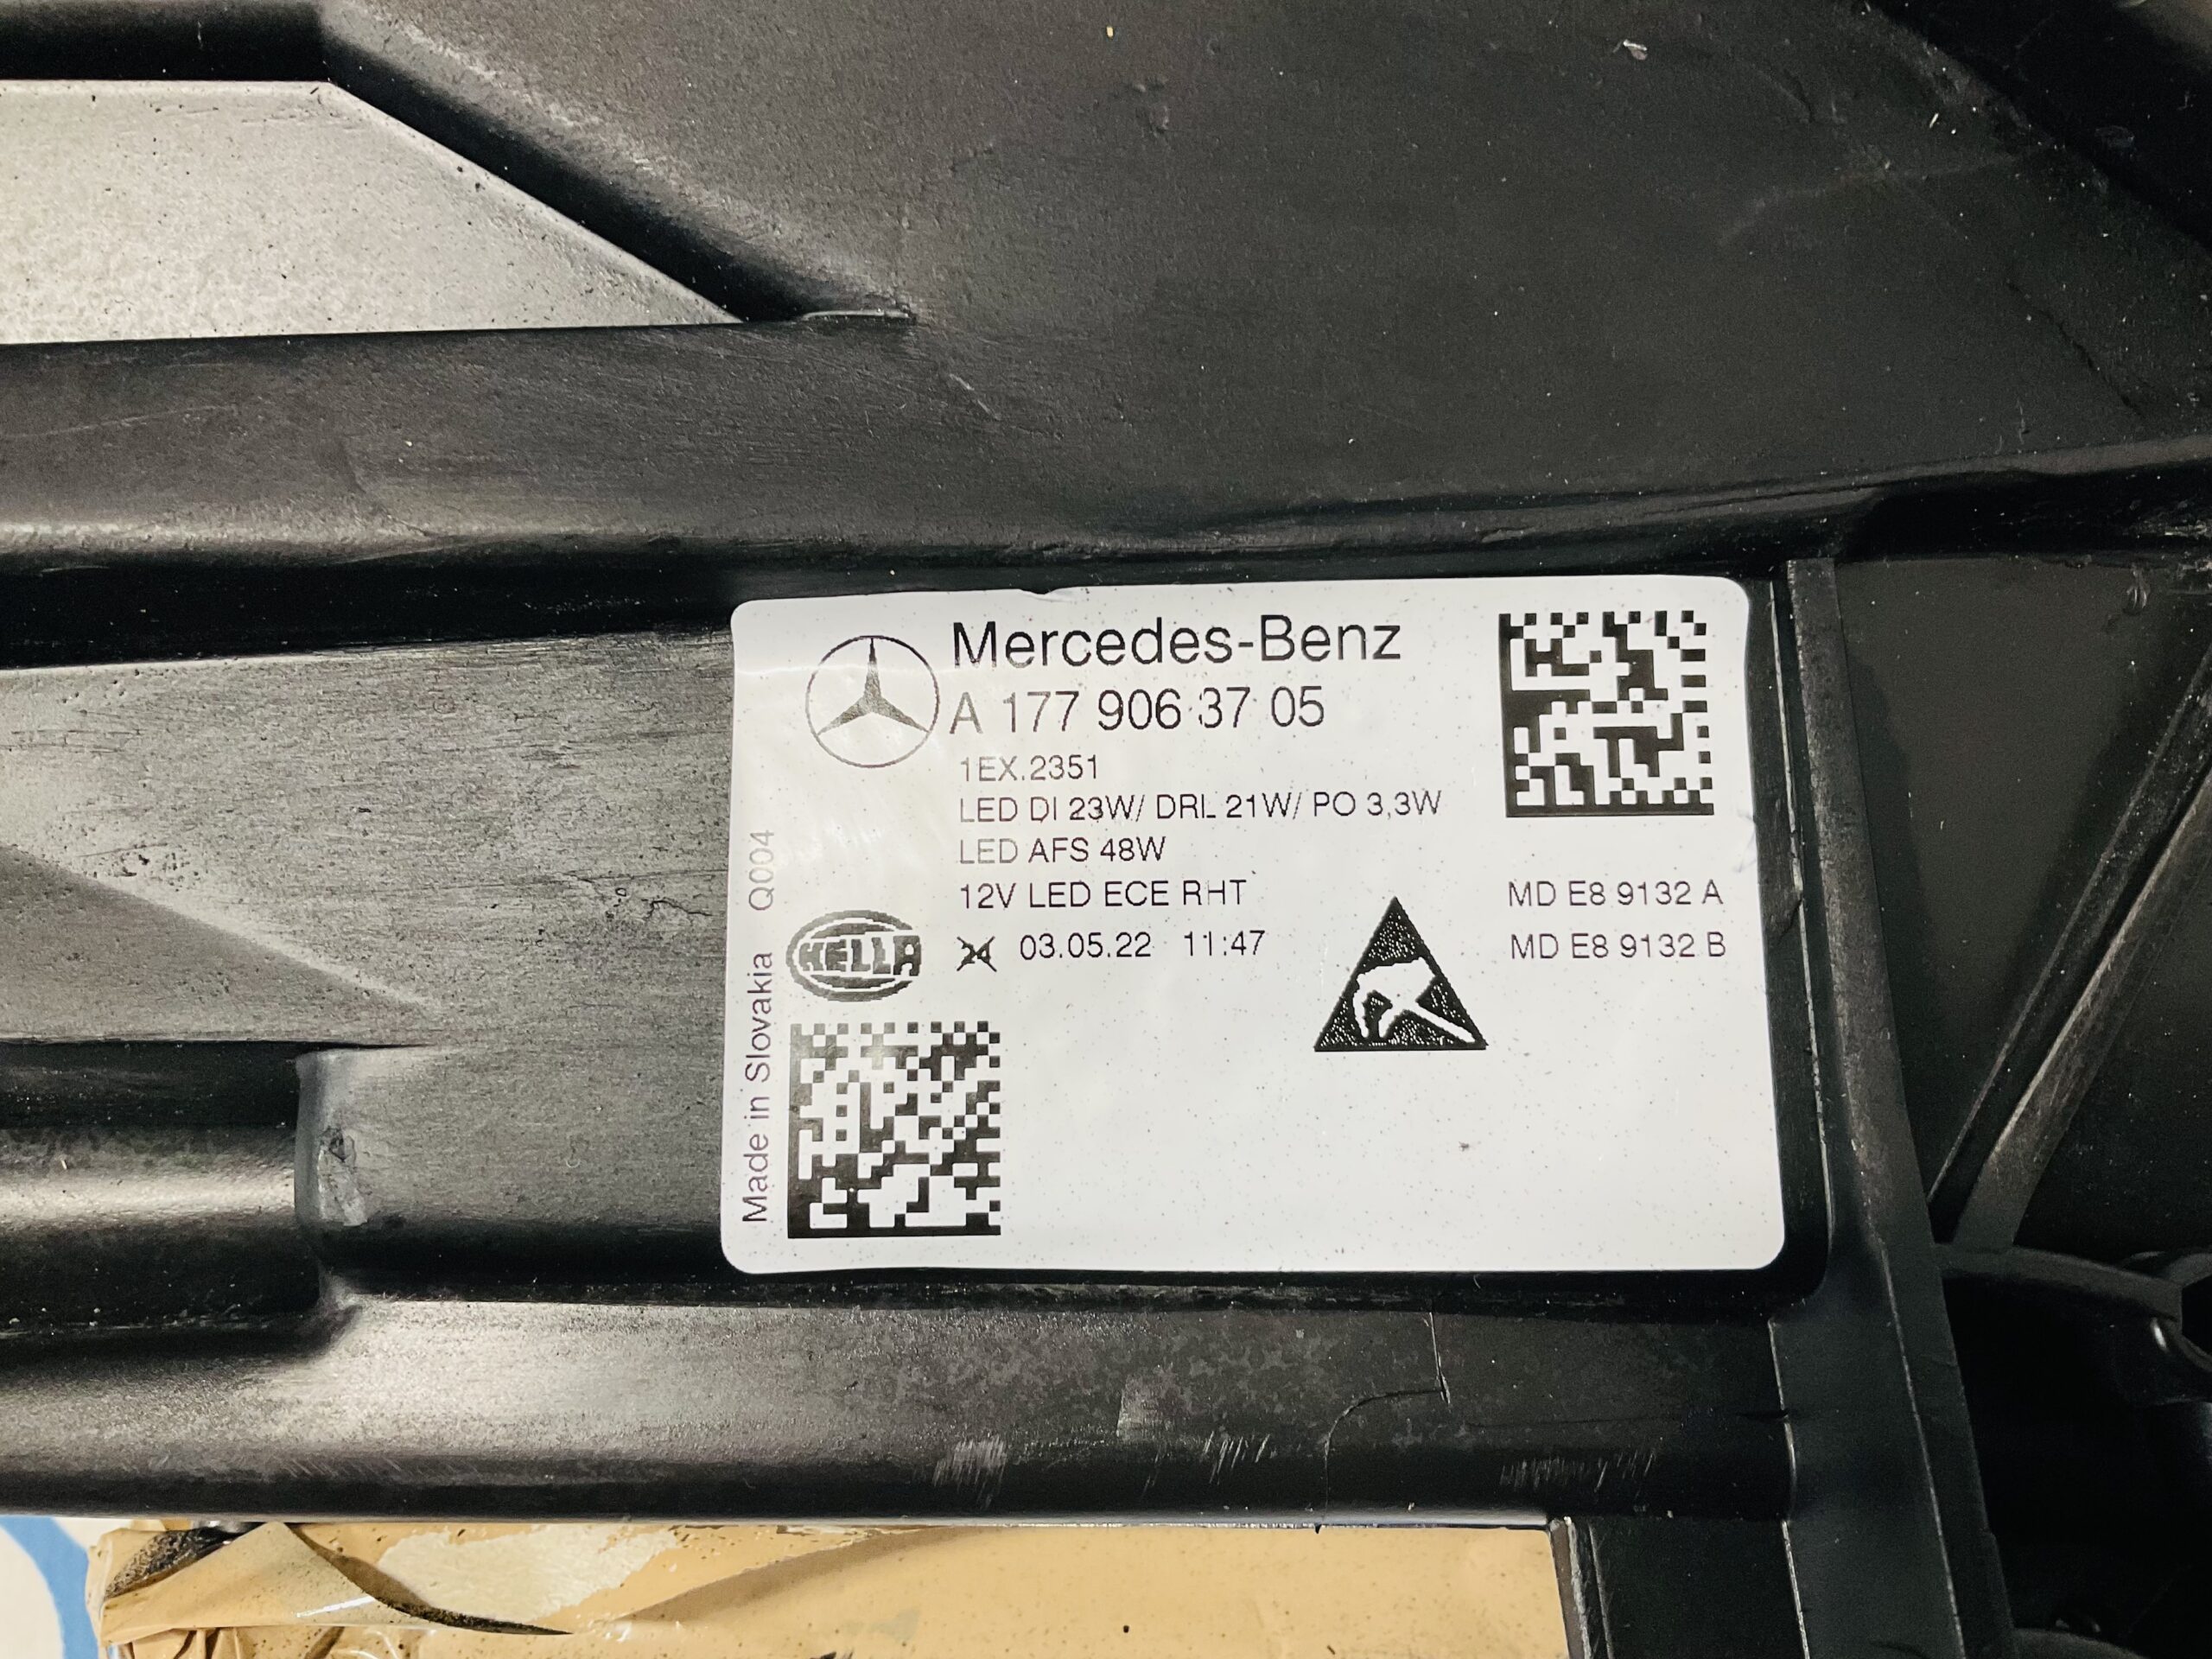 Mercedes-Benz
A 177 906 37 05
1EX.2351
LED DI 23W/ DRL 21W/ PO 3,3W
LED AFS 48W
12V LED ECE RHT
24 03.05.22 11:47
HELLA
MD E8 9132 A
MD E8 9132 B
Made in Slovakia Q004